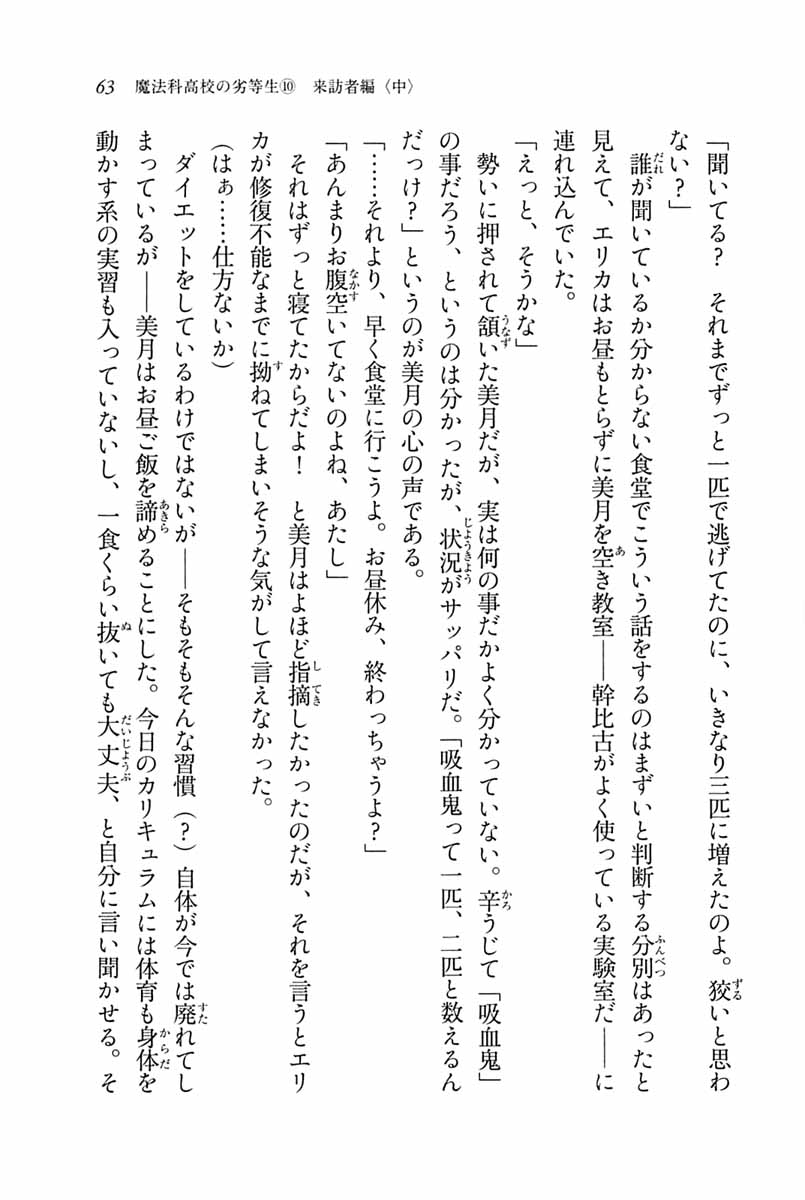 63　魔法科高校の劣等生⑩　来訪者編〈中〉
「聞いてる？　それまでずっと一匹で逃げてたのに、いきなり三匹に増えたのよ。狡いと思わ
ない？」
　誰が聞いているか分からない食堂でこういう話をするのはまずいと判断する分別はあったと
見えて、エリカはお昼もとらずに美月を空き教室――幹比古がよく使っている実験室だ――に
連れ込んでいた。
「えっと、そうかな」
　勢いに押されて頷いた美月だが、実は何の事だかよく分かっていない。辛うじて「吸血鬼」
の事だろう、というのは分かったが、状況がサッパリだ。「吸血鬼って一匹、二匹と数えるん
だっけ？」というのが美月の心の声である。
「……それより、早く食堂に行こうよ。お昼休み、終わっちゃうよ？」
「あんまりお腹空いてないのよね、あたし」
　それはずっと寝てたからだよ！　と美月はよほど指摘したかったのだが、それを言うとエリ
カが修復不能なまでに拗ねてしまいそうな気がして言えなかった。
（はぁ……仕方ないか）
　ダイエットをしているわけではないが――そもそもそんな習慣（？）自体が今では廃れてし
まっているが――美月はお昼ご飯を諦めることにした。今日のカリキュラムには体育も身体を
動かす系の実習も入っていないし、一食くらい抜いても大丈夫、と自分に言い聞かせる。そ